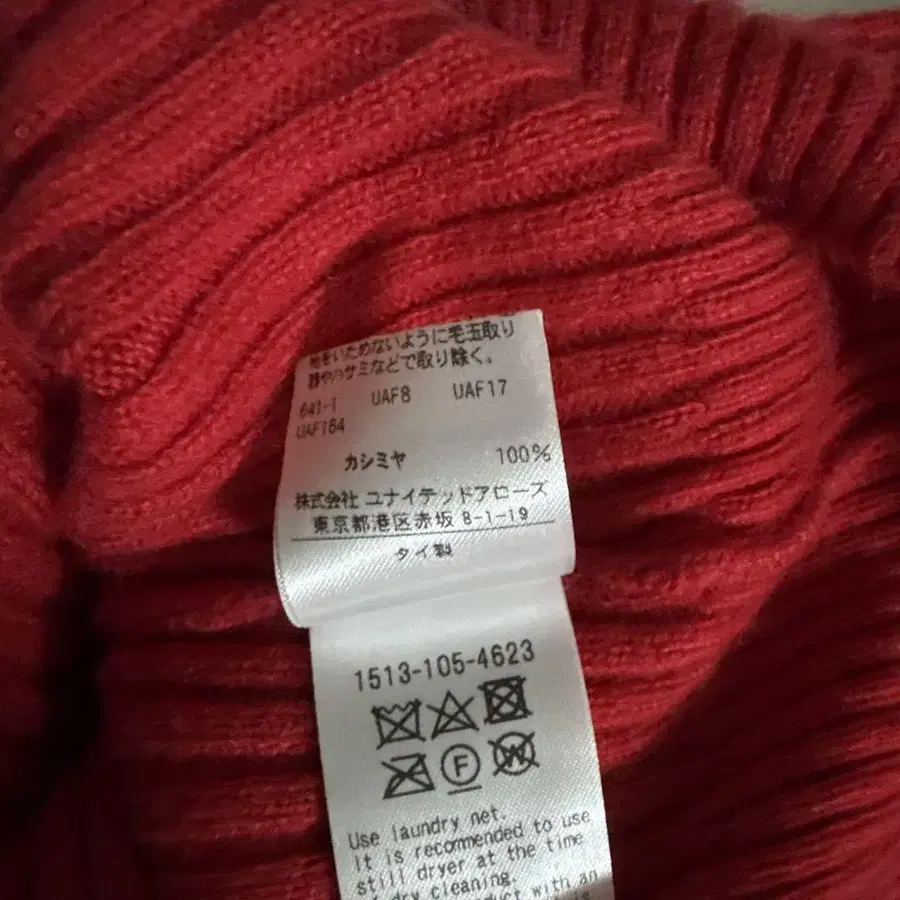 地をいためないように毛玉取り
器やハサミなどで取り除く。
641-1 UAF8 UAF17
UAF164
カシミヤ 100%
株式会社 ユナイテッドアローズ
東京都港区赤坂 8-1-19
タイ製
1513-105-4623
F W
Use laundry net.
It is recommended to use
still dryer at the time
of dry cleaning.
with an